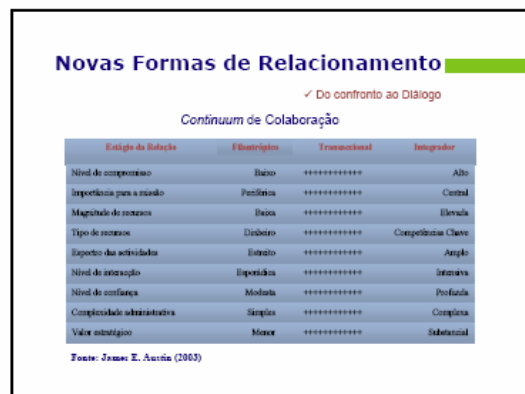 Novas Formas de Relacionamento
✓ Do confronto ao Diálogo
Continuum de Colaboração
Estágio da Relação Filantrópico Transaccional Integrador
Nível de compromisso Baixo ++++++++++++ Alto
Importância para a missão Periférica ++++++++++++ Central
Magnitude de recursos Baixa ++++++++++++ Elevada
Tipo de recursos Dinheiro ++++++++++++ Competências Chave
Espectro das actividades Estreito ++++++++++++ Amplo
Nível de interacção Esporádica ++++++++++++ Intensiva
Nível de confiança Modesta ++++++++++++ Profunda
Complexidade administrativa Simples ++++++++++++ Complexa
Valor estratégico Menor ++++++++++++ Substancial
Fonte: James E. Austin (2003)